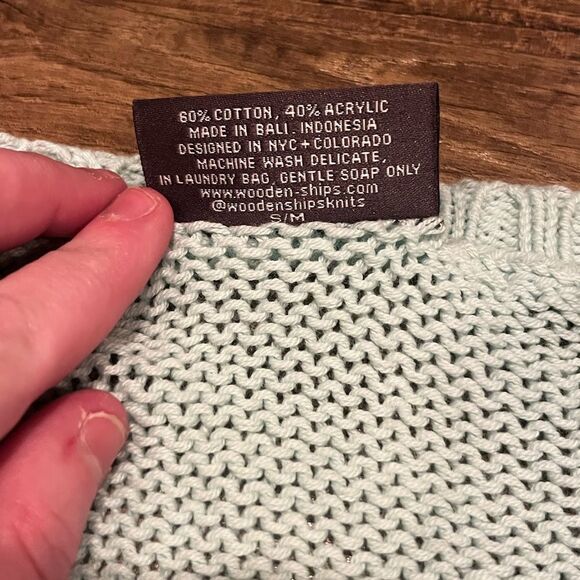 60% COTTON, 40% ACRYLIC
MADE IN BALI, INDONESIA
DESIGNED IN NYC + COLORADO
MACHINE WASH DELICATE,
IN LAUNDRY BAG, GENTLE SOAP ONLY
www.wooden-ships.com
@woodenshipsknits
S/M